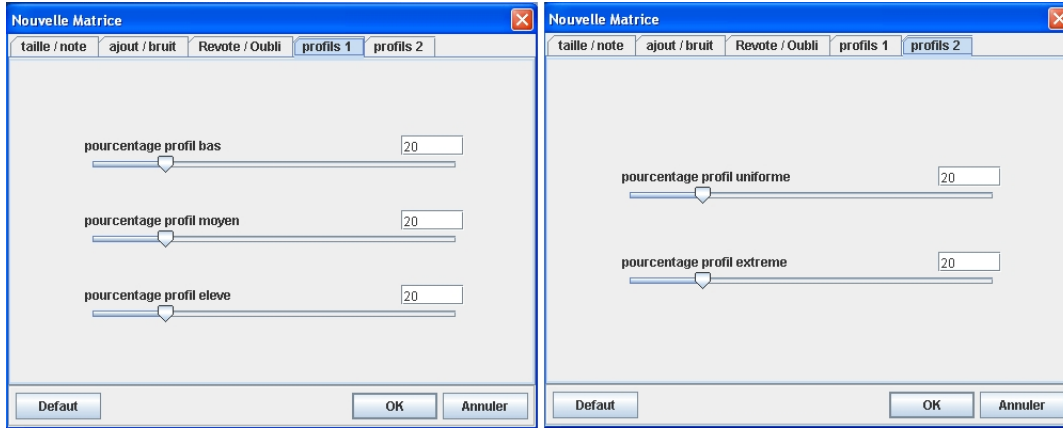 Nouvelle Matrice
taille / note ajout / bruit Revote / Oubli profils 1 profils 2
pourcentage profil bas 20
pourcentage profil moyen 20
pourcentage profil eleve 20
Defaut OK Annuler
Nouvelle Matrice
taille / note ajout / bruit Revote / Oubli profils 1 profils 2
pourcentage profil uniforme 20
pourcentage profil extreme 20
Defaut OK Annuler